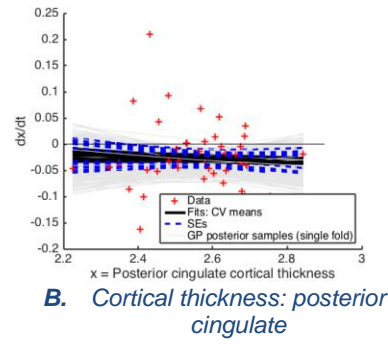 0.25
0.2
0.15
0.1
0.05
0
-0.05
-0.1
-0.15
-0.2
dx/dt
Data
Fits: CV means
SEs
GP posterior samples (single fold)
2.2 2.4 2.6 2.8 3
x = Posterior cingulate cortical thickness
B. Cortical thickness: posterior
cingulate